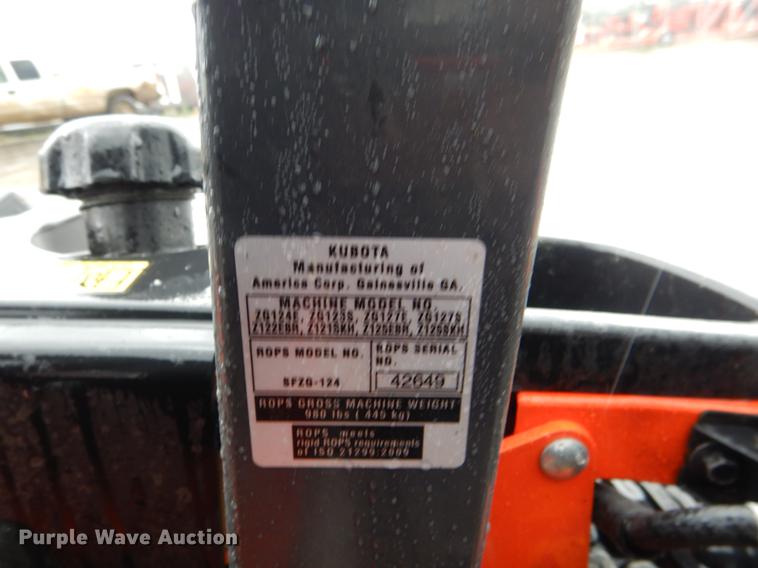 KUBOTA
Manufacturing of
America Corp. Gainesville GA.
MACHINE MODEL NO.
ZG124E, ZG123S, ZG127E, ZG127S
Z122EBR, Z121SKH, Z125EBR, Z125SKH
ROPS MODEL NO.
SFZG-124
ROPS SERIAL
NO.
42649
ROPS GROSS MACHINE WEIGHT
980 lbs ( 445 kg)
ROPS meets
rigid ROPS requirements
of ISO 21299:2009
Purple Wave Auction